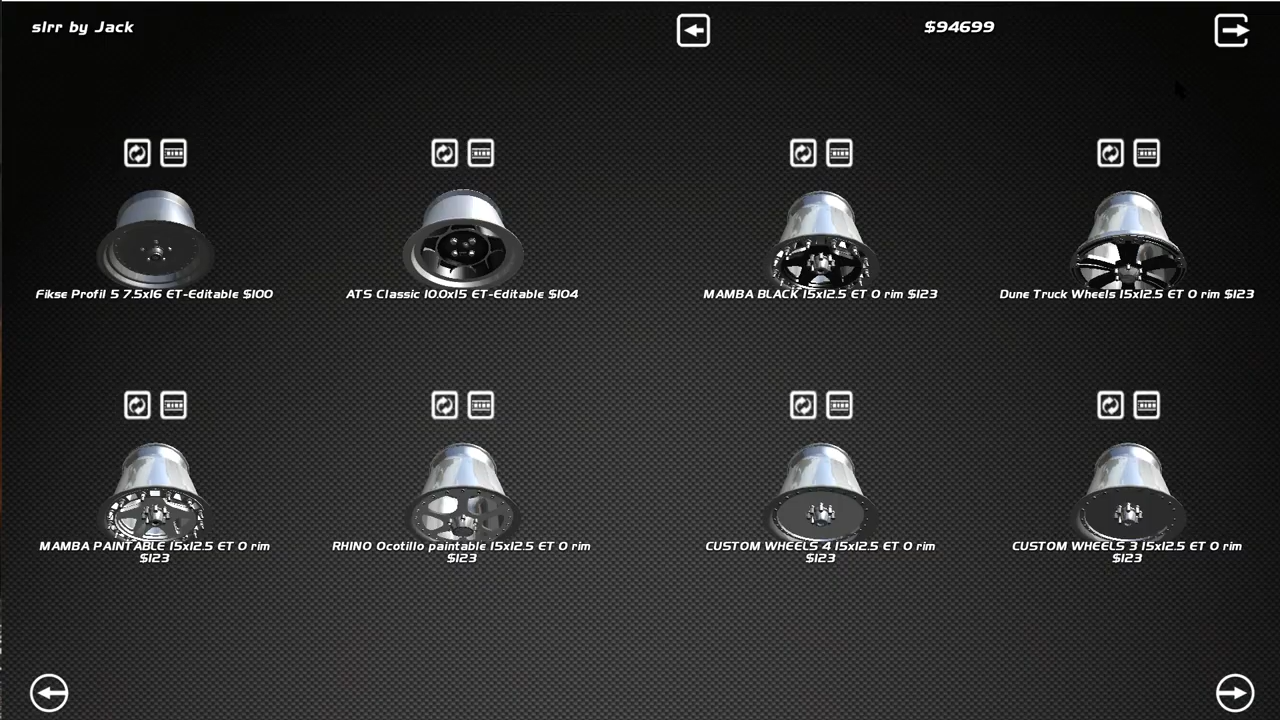 slrr by Jack
$94699
Fikse Profil 5 7.5x16 ET-Editable $100
ATS Classic 10.0x15 ET-Editable $104
MAMBA BLACK 15x12.5 ET 0 rim $123
Dune Truck Wheels 15x12.5 ET 0 rim $123
MAMBA PAINTABLE 15x12.5 ET 0 rim
$123
RHINO Ocotillo paintable 15x12.5 ET 0 rim
$123
CUSTOM WHEELS 4 15x12.5 ET 0 rim
$123
CUSTOM WHEELS 3 15x12.5 ET 0 rim
$123